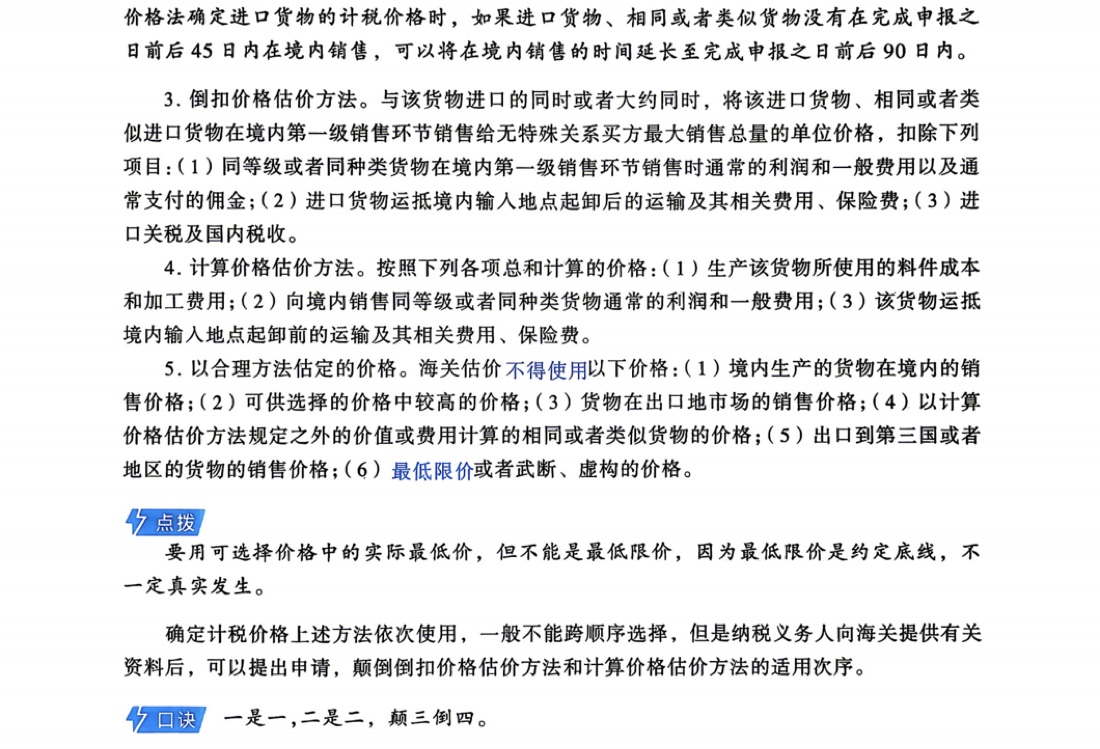 价格法确定进口货物的计税价格时，如果进口货物、相同或者类似货物没有在完成申报之
日前后 45 日内在境内销售，可以将在境内销售的时间延长至完成申报之日前后 90 日内。
3. 倒扣价格估价方法。与该货物进口的同时或者大约同时，将该进口货物、相同或者类
似进口货物在境内第一级销售环节销售给无特殊关系买方最大销售总量的单位价格，扣除下列
项目：（1）同等级或者同种类货物在境内第一级销售环节销售时通常的利润和一般费用以及通
常支付的佣金；（2）进口货物运抵境内输入地点起卸后的运输及其相关费用、保险费；（3）进
口关税及国内税收。
4. 计算价格估价方法。按照下列各项总和计算的价格：（1）生产该货物所使用的料件成本
和加工费用；（2）向境内销售同等级或者同种类货物通常的利润和一般费用；（3）该货物运抵
境内输入地点起卸前的运输及其相关费用、保险费。
5. 以合理方法估定的价格。海关估价不得使用以下价格：（1）境内生产的货物在境内的销
售价格；（2）可供选择的价格中较高的价格；（3）货物在出口地市场的销售价格；（4）以计算
价格估价方法规定之外的价值或费用计算的相同或者类似货物的价格；（5）出口到第三国或者
地区的货物的销售价格；（6）最低限价或者武断、虚构的价格。
点拨
要用可选择价格中的实际最低价，但不能是最低限价，因为最低限价是约定底线，不
一定真实发生。
确定计税价格上述方法依次使用，一般不能跨顺序选择，但是纳税义务人向海关提供有关
资料后，可以提出申请，颠倒倒扣价格估价方法和计算价格估价方法的适用次序。
口诀 一是一，二是二，颠三倒四。